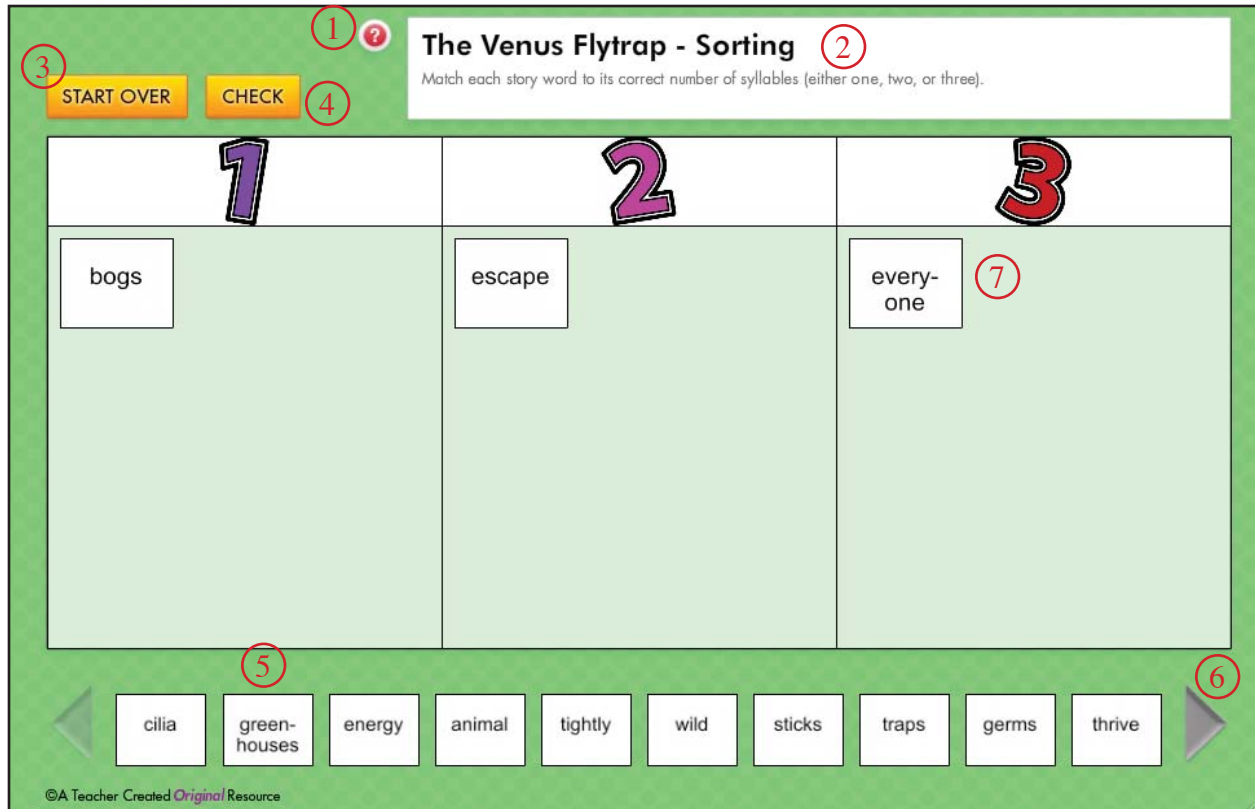 1
?
The Venus Flytrap - Sorting
2
Match each story word to its correct number of syllables (either one, two, or three).
3
START OVER
CHECK
4
1
2
3
bogs
escape
every-
one
7
5
6
cilia
green-
houses
energy
animal
tightly
wild
sticks
traps
germs
thrive
©A Teacher Created Original Resource